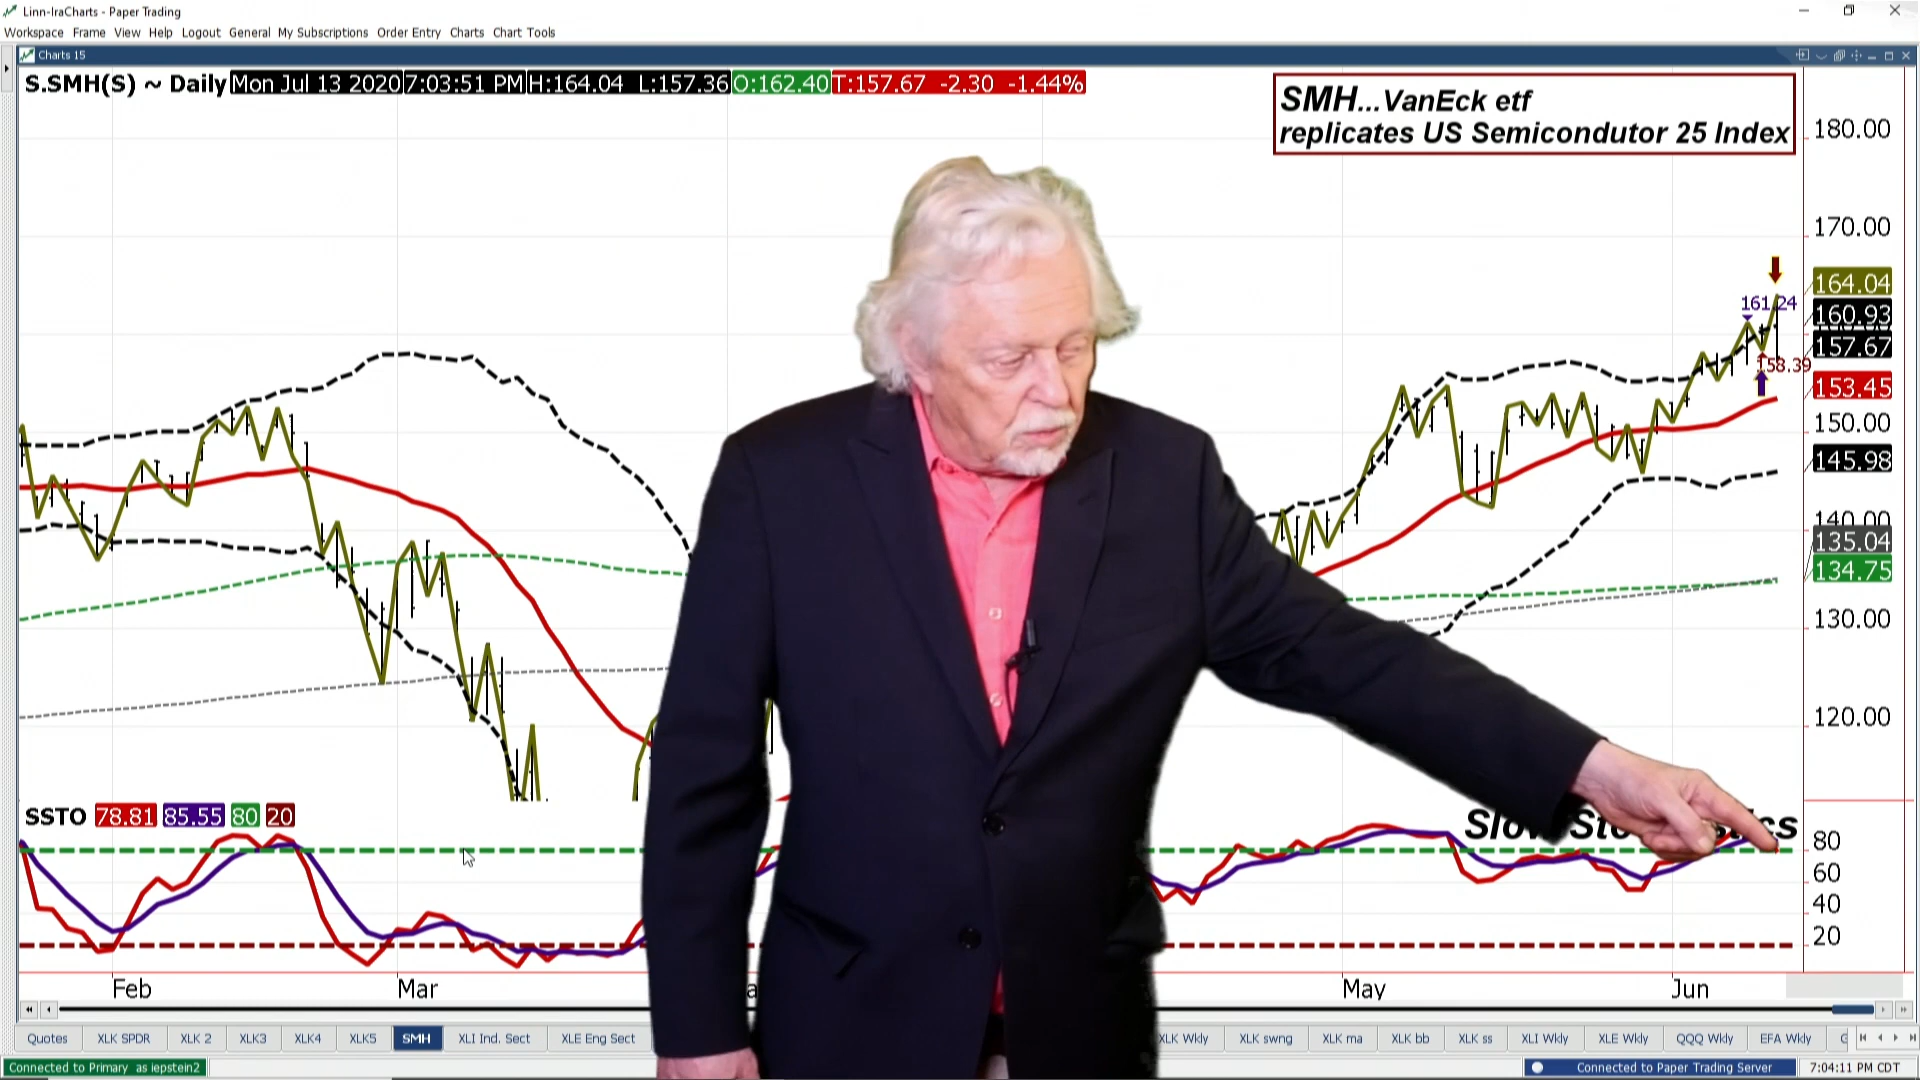 Linn-IraCharts - Paper Trading
Workspace Frame View Help Logout General My Subscriptions Order Entry Charts Chart Tools
Charts 15
S.SMH(S) ~ Daily Mon Jul 13 2020 7:03:51 PM H:164.04 L:157.36 O:162.40 T:157.67 -2.30 -1.44%
SMH...VanEck etf
replicates US Semicondutor 25 Index
180.00
170.00
164.04
161.24
160.93
157.67
158.39
153.45
150.00
145.98
140.00
135.04
134.75
130.00
120.00
SSTO 78.81 85.55 80 20
80
60
40
20
Feb Mar May Jun
Quotes XLK SPDR XLK 2 XLK3 XLK4 XLK5 SMH XLI Ind. Sect XLE Eng Sect XLK Wkly XLK swng XLK ma XLK bb XLK ss XLI Wkly XLE Wkly QQQ Wkly EFA Wkly
Connected to Primary as iepstein2 Connected to Paper Trading Server 7:04:11 PM CDT